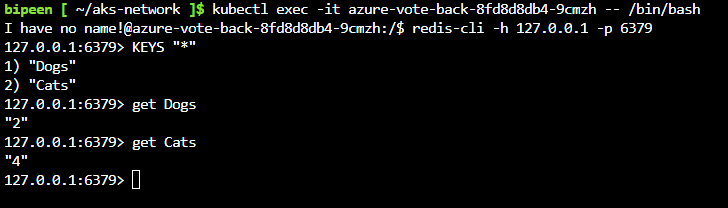 bipeen [ ~/aks-network ]$ kubectl exec -it azure-vote-back-8fd8d8db4-9cmzh -- /bin/bash
I have no name!@azure-vote-back-8fd8d8db4-9cmzh:/$ redis-cli -h 127.0.0.1 -p 6379
127.0.0.1:6379> KEYS "*"
1) "Dogs"
2) "Cats"
127.0.0.1:6379> get Dogs
"2"
127.0.0.1:6379> get Cats
"4"
127.0.0.1:6379>